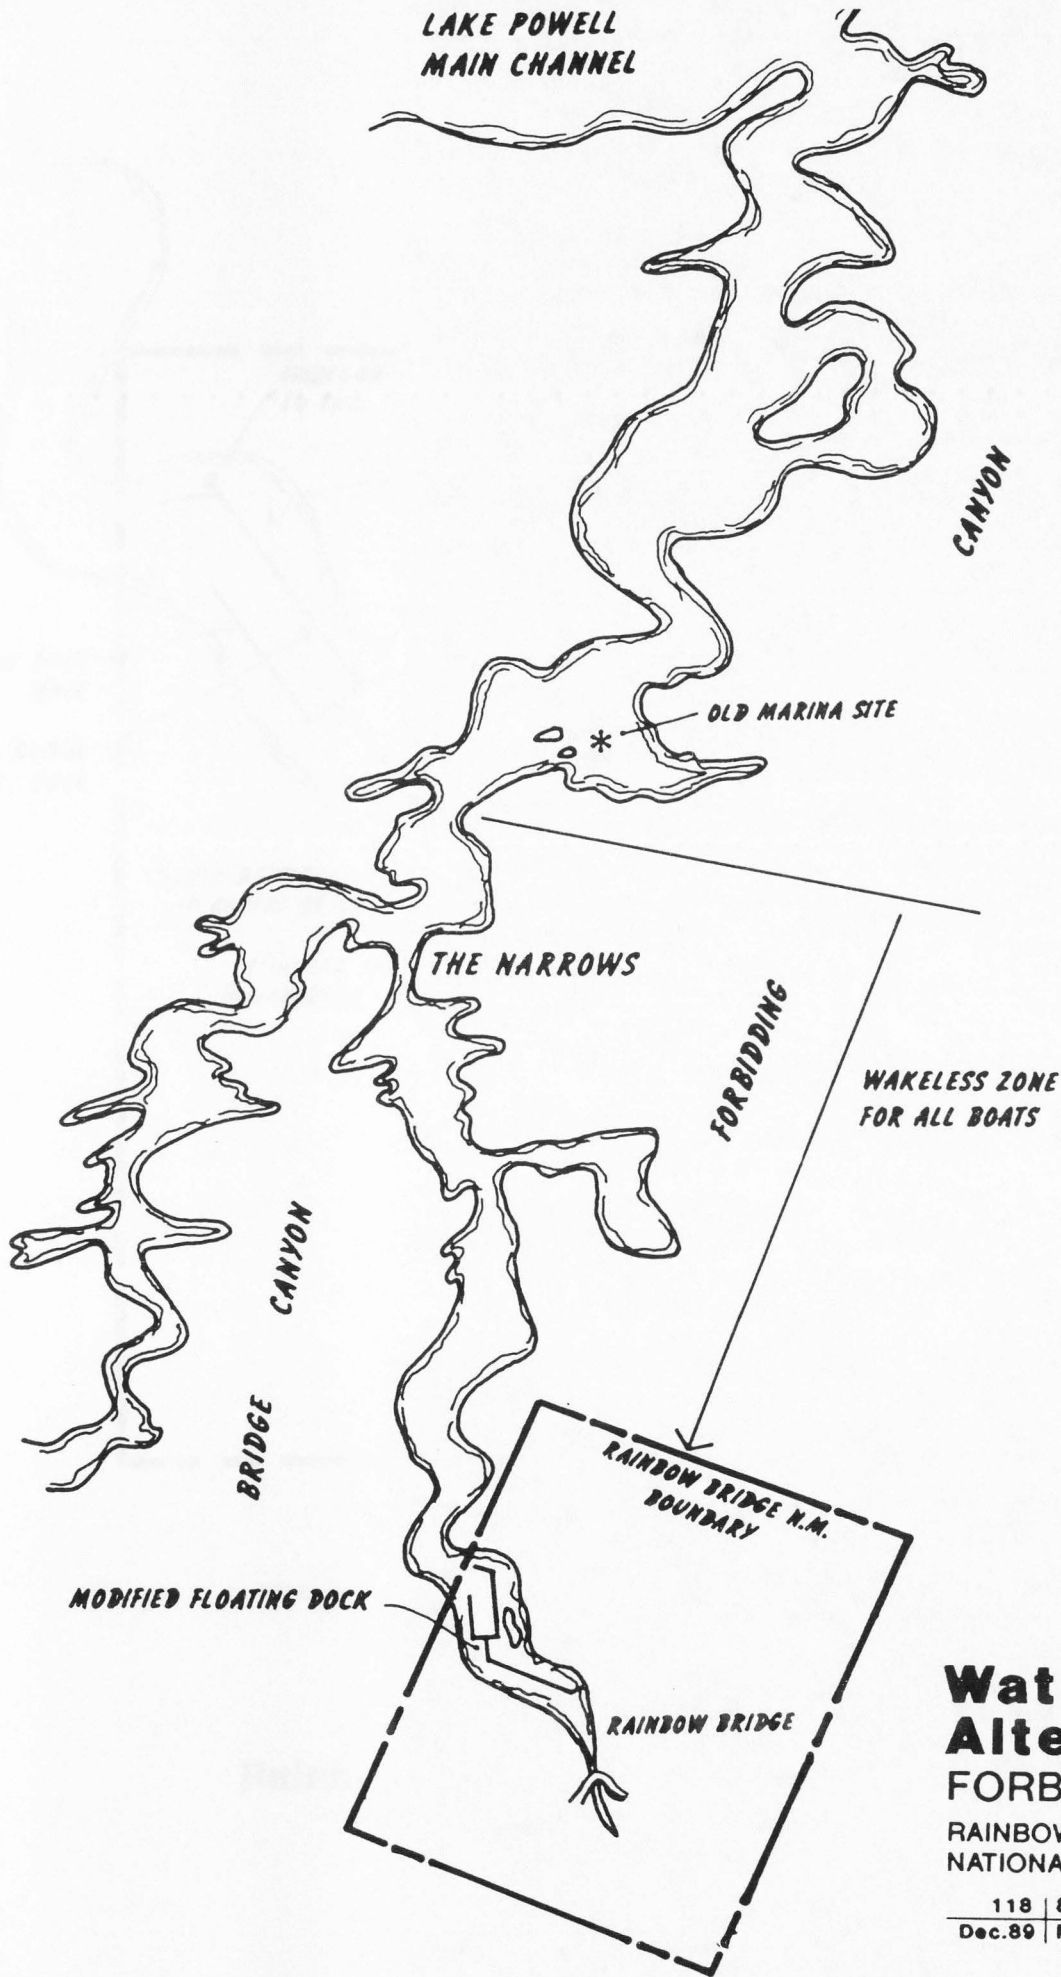 LAKE POWELL
MAIN CHANNEL
CANYON
OLD MARINA SITE
*
THE NARROWS
FORBIDDING
WAKELESS ZONE
FOR ALL BOATS
CANYON
BRIDGE
RAINBOW BRIDGE N.M.
BOUNDARY
MODIFIED FLOATING DOCK
RAINBOW BRIDGE
Wat
Alte
FORB
RAINBOW
NATIONA
118
Dec.89